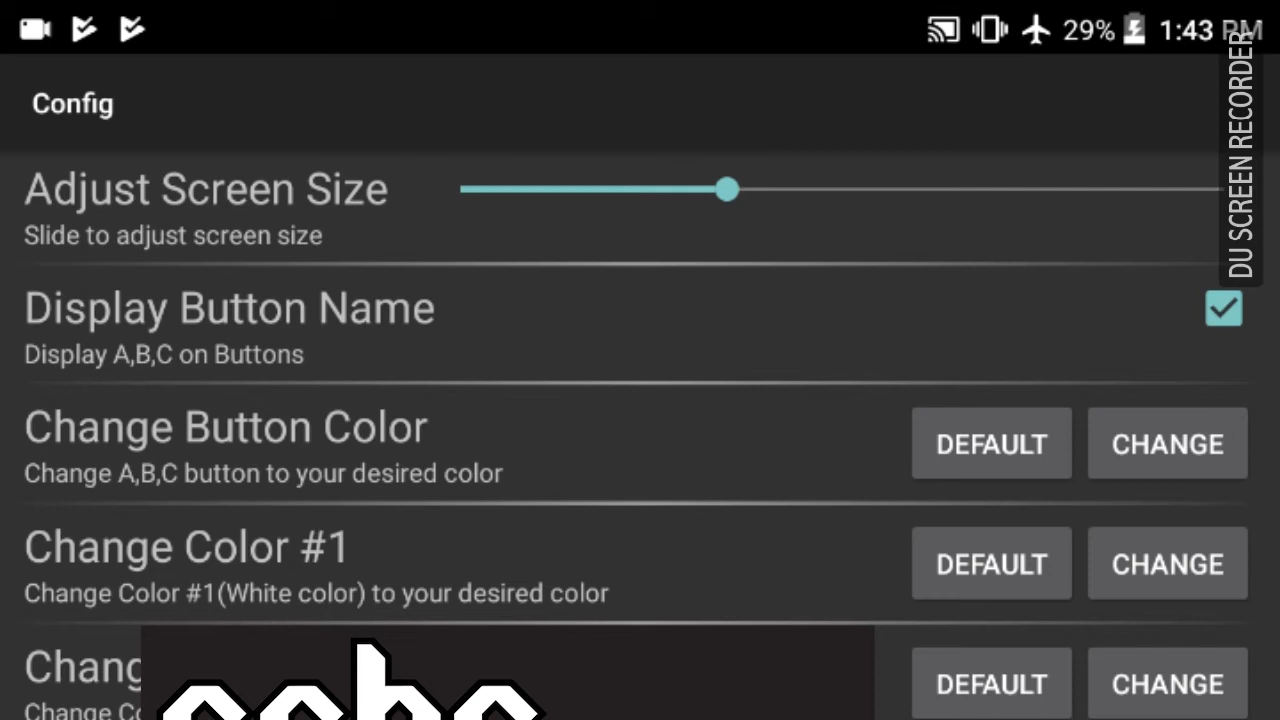 29% 1:43 PM
DU SCREEN RECORDER
Config
Adjust Screen Size
Slide to adjust screen size
Display Button Name
Display A,B,C on Buttons
Change Button Color
Change A,B,C button to your desired color
DEFAULT CHANGE
Change Color #1
Change Color #1(White color) to your desired color
DEFAULT CHANGE
DEFAULT CHANGE
Change